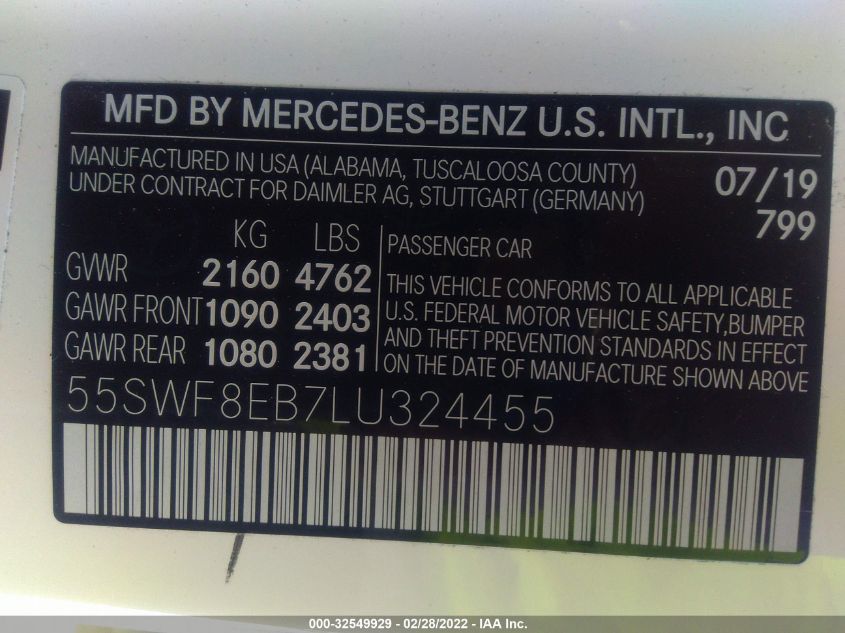 MFD BY MERCEDES-BENZ U.S. INTL., INC
MANUFACTURED IN USA (ALABAMA, TUSCALOOSA COUNTY)
UNDER CONTRACT FOR DAIMLER AG, STUTTGART (GERMANY)
07/19
799
KG LBS
GVWR 2160 4762
GAWR FRONT 1090 2403
GAWR REAR 1080 2381
PASSENGER CAR
THIS VEHICLE CONFORMS TO ALL APPLICABLE
U.S. FEDERAL MOTOR VEHICLE SAFETY,BUMPER
AND THEFT PREVENTION STANDARDS IN EFFECT
ON THE DATE OF MANUFACTURE SHOWN ABOVE
55SWF8EB7LU324455
000-32549929 - 02/28/2022 - IAA Inc.